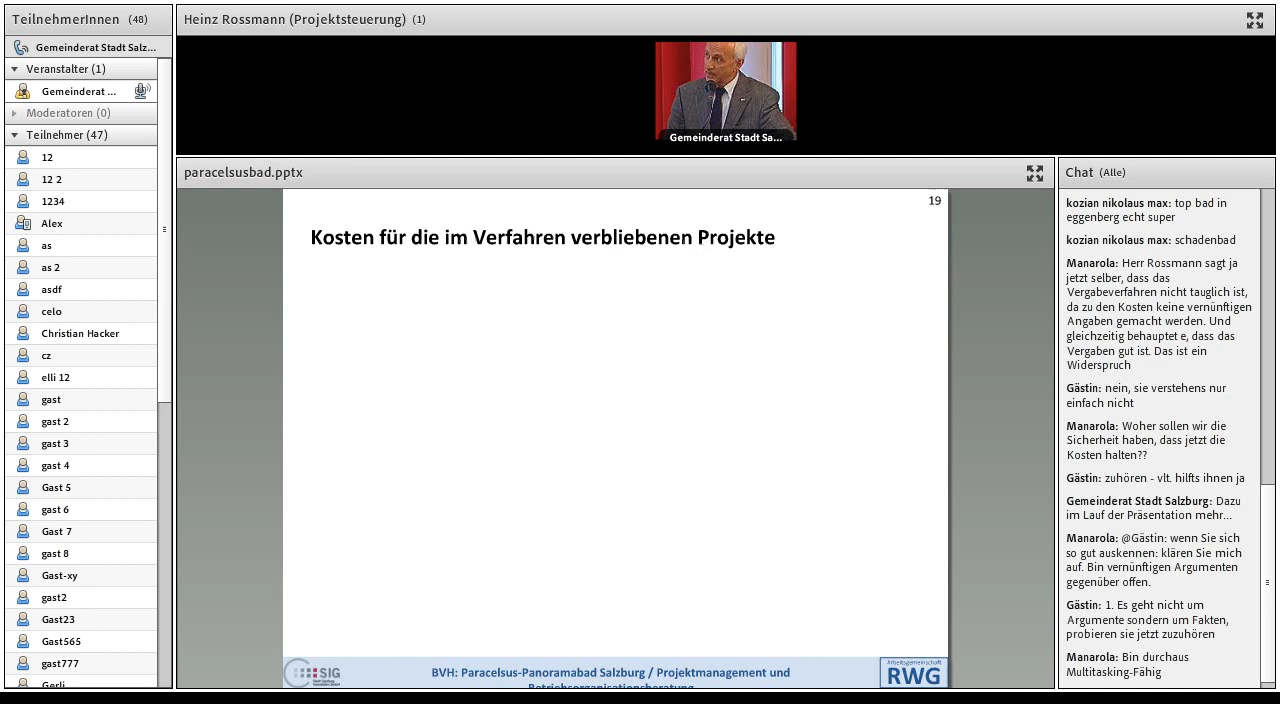 TeilnehmerInnen (48)
Gemeinderat Stadt Salz...
Veranstalter (1)
Gemeinderat ...
Moderatoren (0)
Teilnehmer (47)
12
12 2
1234
Alex
as
as 2
asdf
celo
Christian Hacker
cz
elli 12
gast
gast 2
gast 3
gast 4
Gast 5
gast 6
Gast 7
gast 8
Gast-xy
gast2
Gast23
Gast565
gast777
Gerli
Heinz Rossmann (Projektsteuerung) (1)
Gemeinderat Stadt Sa...
paracelsusbad.pptx
19
Kosten für die im Verfahren verbliebenen Projekte
SIG
BVH: Paracelsus-Panoramabad Salzburg / Projektmanagement und
Betriebsorganisationsberatung
Arbeitsgemeinschaft
RWG
Chat (Alle)
kozian nikolaus max: top bad in
eggenberg echt super
kozian nikolaus max: schadenbad
Manarola: Herr Rossmann sagt ja
jetzt selber, dass das
Vergabeverfahren nicht tauglich ist,
da zu den Kosten keine vernünftigen
Angaben gemacht werden. Und
gleichzeitig behauptet e, dass das
Vergaben gut ist. Das ist ein
Widerspruch
Gästin: nein, sie verstehens nur
einfach nicht
Manarola: Woher sollen wir die
Sicherheit haben, dass jetzt die
Kosten halten??
Gästin: zuhören - vlt. hilfts ihnen ja
Gemeinderat Stadt Salzburg: Dazu
im Lauf der Präsentation mehr...
Manarola: @Gästin: wenn Sie sich
so gut auskennen: klären Sie mich
auf. Bin vernünftigen Argumenten
gegenüber offen.
Gästin: 1. Es geht nicht um
Argumente sondern um Fakten,
probieren sie jetzt zuzuhören
Manarola: Bin durchaus
Multitasking-Fähig